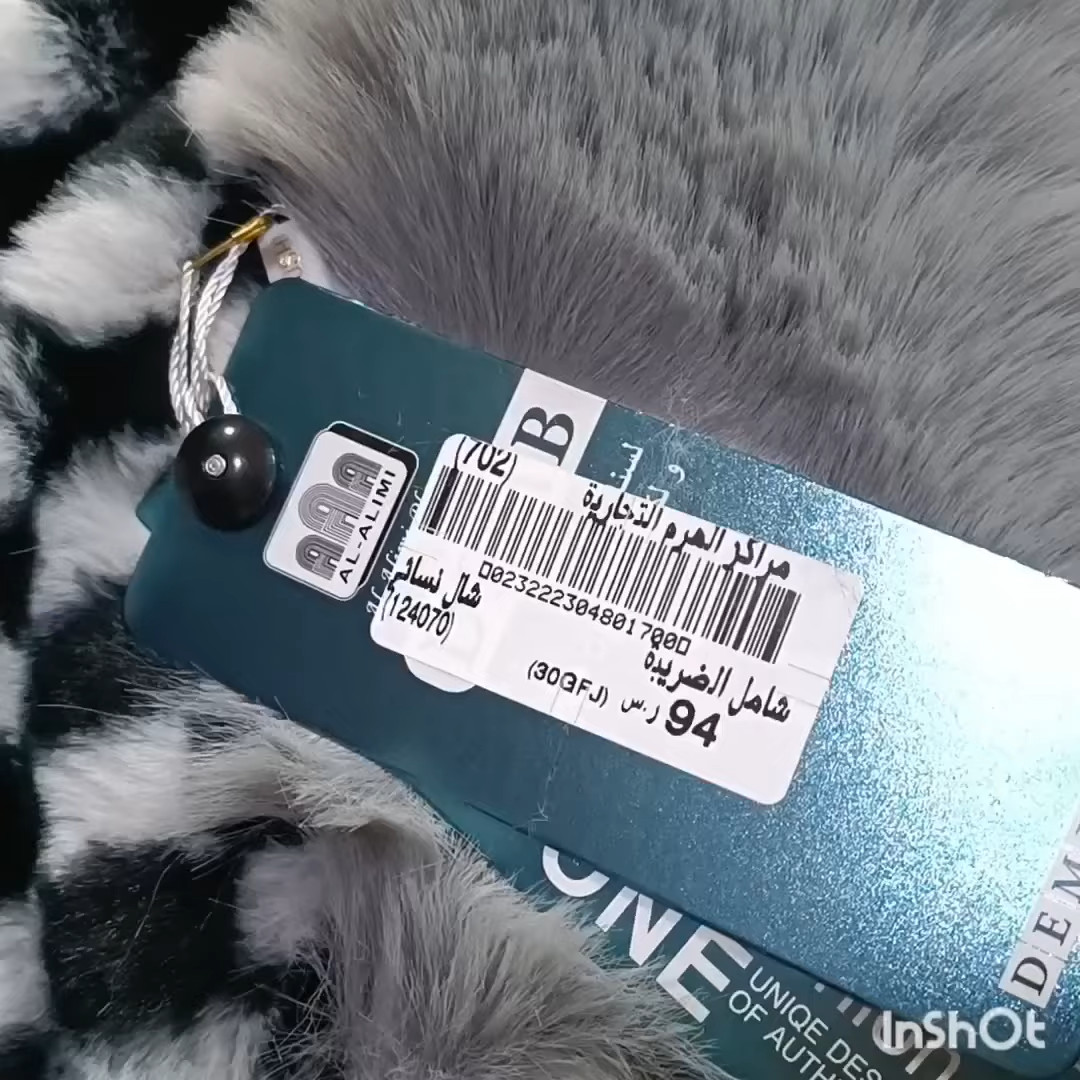 B
AL-ALIMI
(702)
مراكز الهرم التجارية
0232223048017000
شال نسائي
(124070)
شامل الضريبة
94 ر.س (30GFJ)
ONE
UNIQE DES
OF AUTH
DEM
InShOt